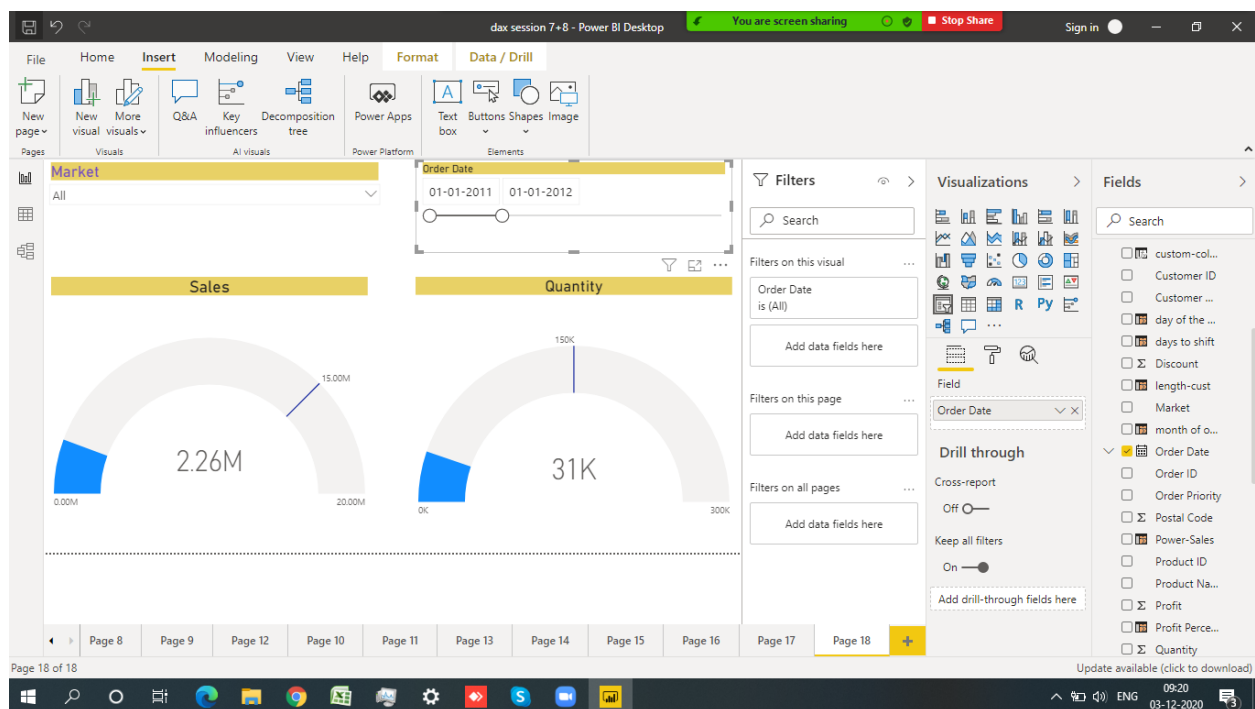 dax session 7+8 - Power BI Desktop
You are screen sharing
Stop Share
Sign in
File Home Insert Modeling View Help Format Data / Drill
New page
New visual
More visuals
Q&A
Key influencers
Decomposition tree
Power Apps
Text box
Buttons
Shapes
Image
Pages
Visuals
AI visuals
Power Platform
Elements
Market
All
Order Date
01-01-2011 01-01-2012
Sales
15.00M
2.26M
0.00M
20.00M
Quantity
150K
31K
0K
300K
Filters
Search
Filters on this visual ...
Order Date
is (All)
Add data fields here
Filters on this page ...
Add data fields here
Filters on all pages ...
Add data fields here
Visualizations
123
R Py
...
Field
Order Date
Drill through
Cross-report
Off
Keep all filters
On
Add drill-through fields here
Fields
Search
custom-col...
Customer ID
Customer ...
day of the ...
days to shift
Σ Discount
length-cust
Market
month of o...
Order Date
Order ID
Order Priority
Σ Postal Code
Power-Sales
Product ID
Product Na...
Σ Profit
Profit Perce...
Σ Quantity
Page 8 Page 9 Page 12 Page 10 Page 11 Page 13 Page 14 Page 15 Page 16 Page 17 Page 18 +
Page 18 of 18
Update available (click to download)
ENG
09:20
03-12-2020
3